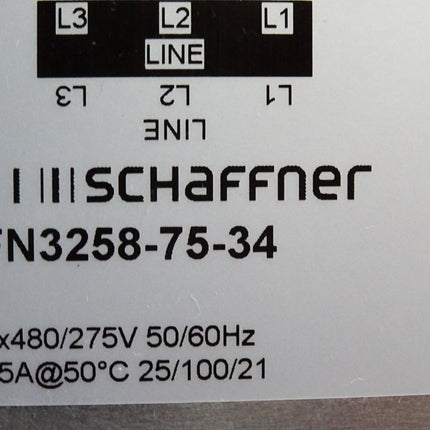 L3 L2 L1
LINE
L3 L2 L1
LINE
SCHAFFNER
FN3258-75-34
x480/275V 50/60Hz
5A@50°C 25/100/21